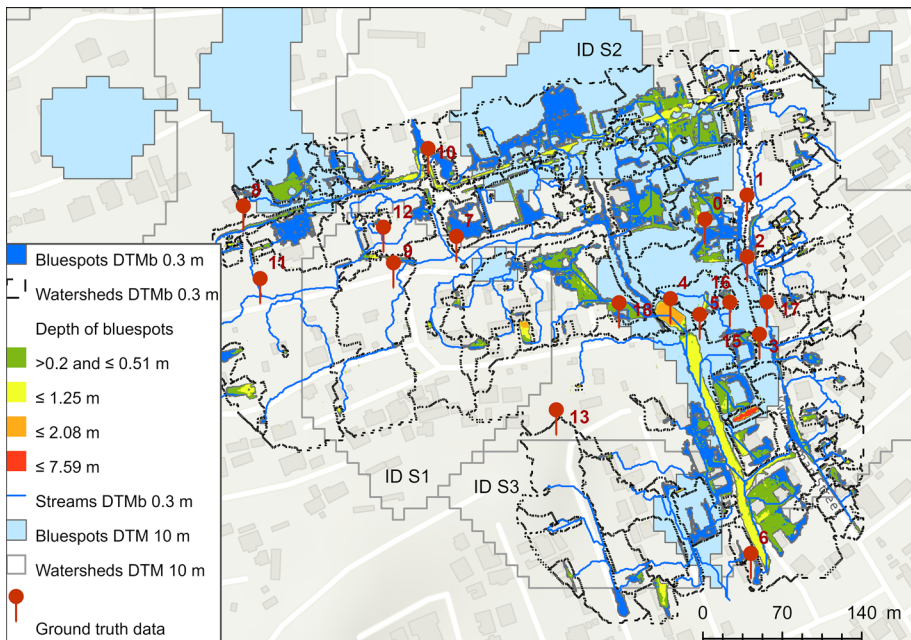 ID S2
10
8
12
7
1
0
2
11
9
4
16
18
5
17
15
3
13
ID S1
ID S3
6
Bluespots DTMb 0.3 m
Watersheds DTMb 0.3 m
Depth of bluespots
>0.2 and ≤ 0.51 m
≤ 1.25 m
≤ 2.08 m
≤ 7.59 m
Streams DTMb 0.3 m
Bluespots DTM 10 m
Watersheds DTM 10 m
Ground truth data
0 70 140 m